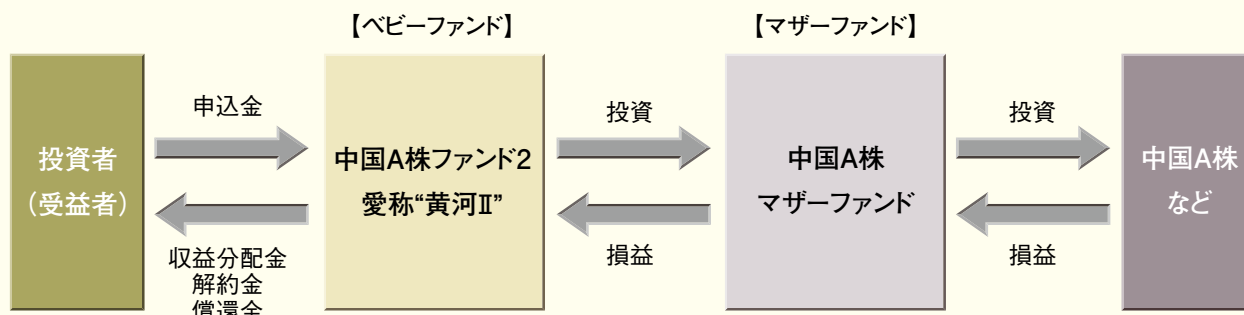 【ベビーファンド】
【マザーファンド】
投資者
（受益者）
申込金
収益分配金
解約金
償還金
中国A株ファンド2
愛称“黄河Ⅱ”
投資
損益
中国A株
マザーファンド
投資
損益
中国A株
など